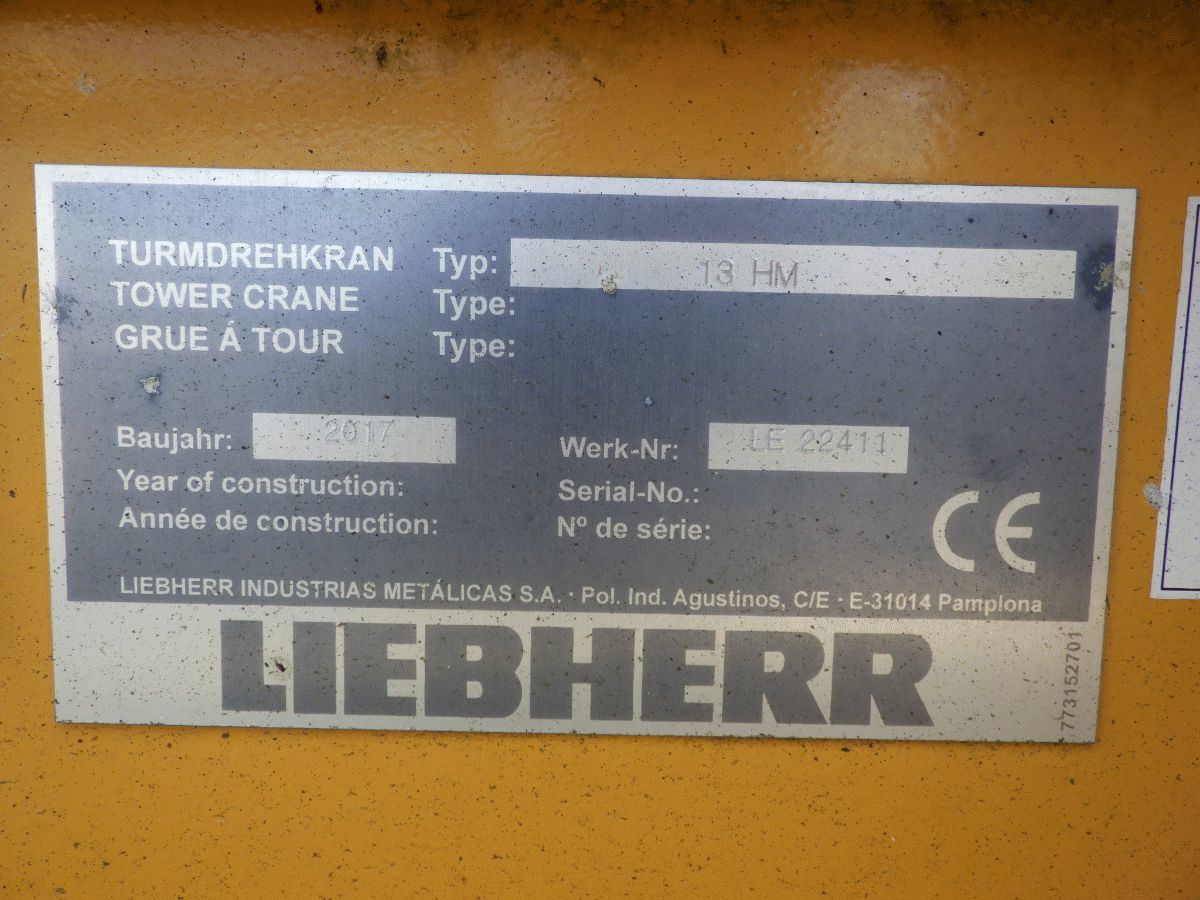 TURMDREHKRAN Typ: 13 HM
TOWER CRANE Type:
GRUE Á TOUR Type:
Baujahr: 2017 Werk-Nr: LE 22411
Year of construction: Serial-No.:
Année de construction: Nº de série:
CE
LIEBHERR INDUSTRIAS METÁLICAS S.A. · Pol. Ind. Agustinos, C/E · E-31014 Pamplona
LIEBHERR
773152701